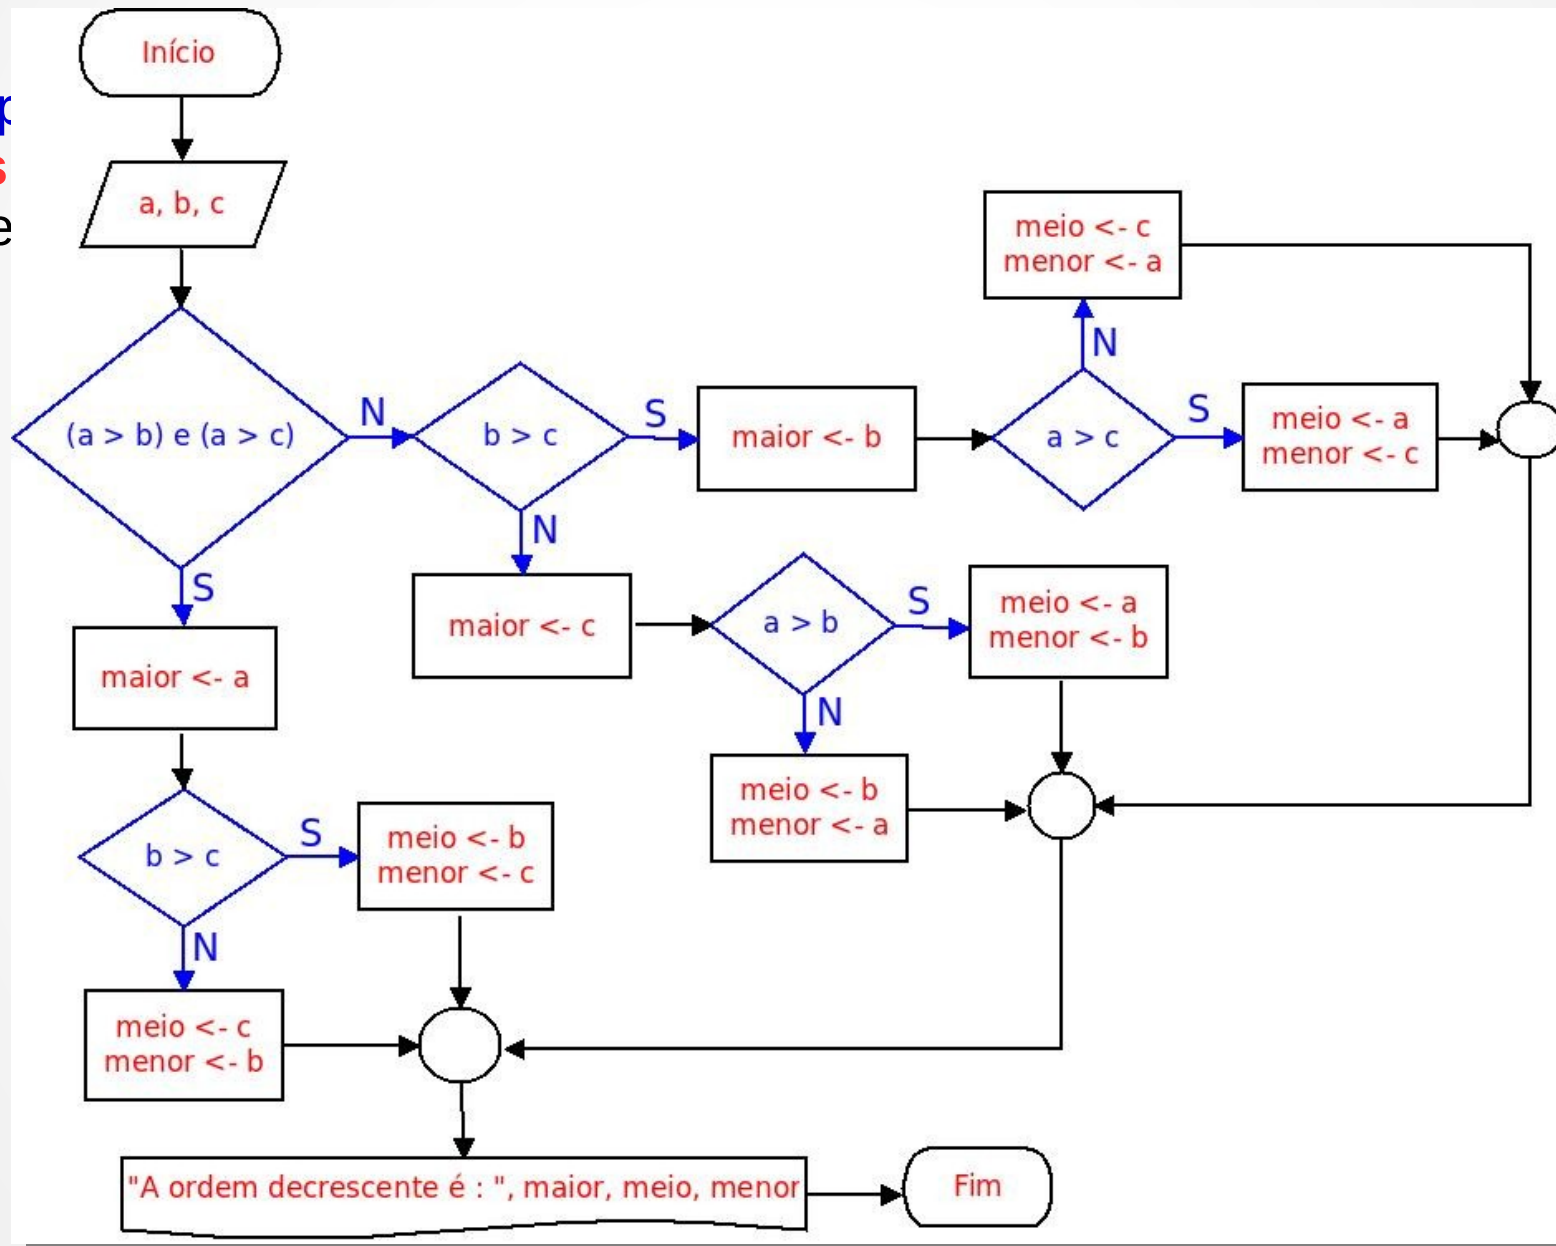 Início
p
s
e
a, b, c
meio <- c
menor <- a
N
(a > b) e (a > c)
N
b > c
S
maior <- b
a > c
S
meio <- a
menor <- c
N
S
maior <- c
a > b
S
meio <- a
menor <- b
maior <- a
N
meio <- b
menor <- a
b > c
S
meio <- b
menor <- c
N
meio <- c
menor <- b
"A ordem decrescente é : ", maior, meio, menor
Fim